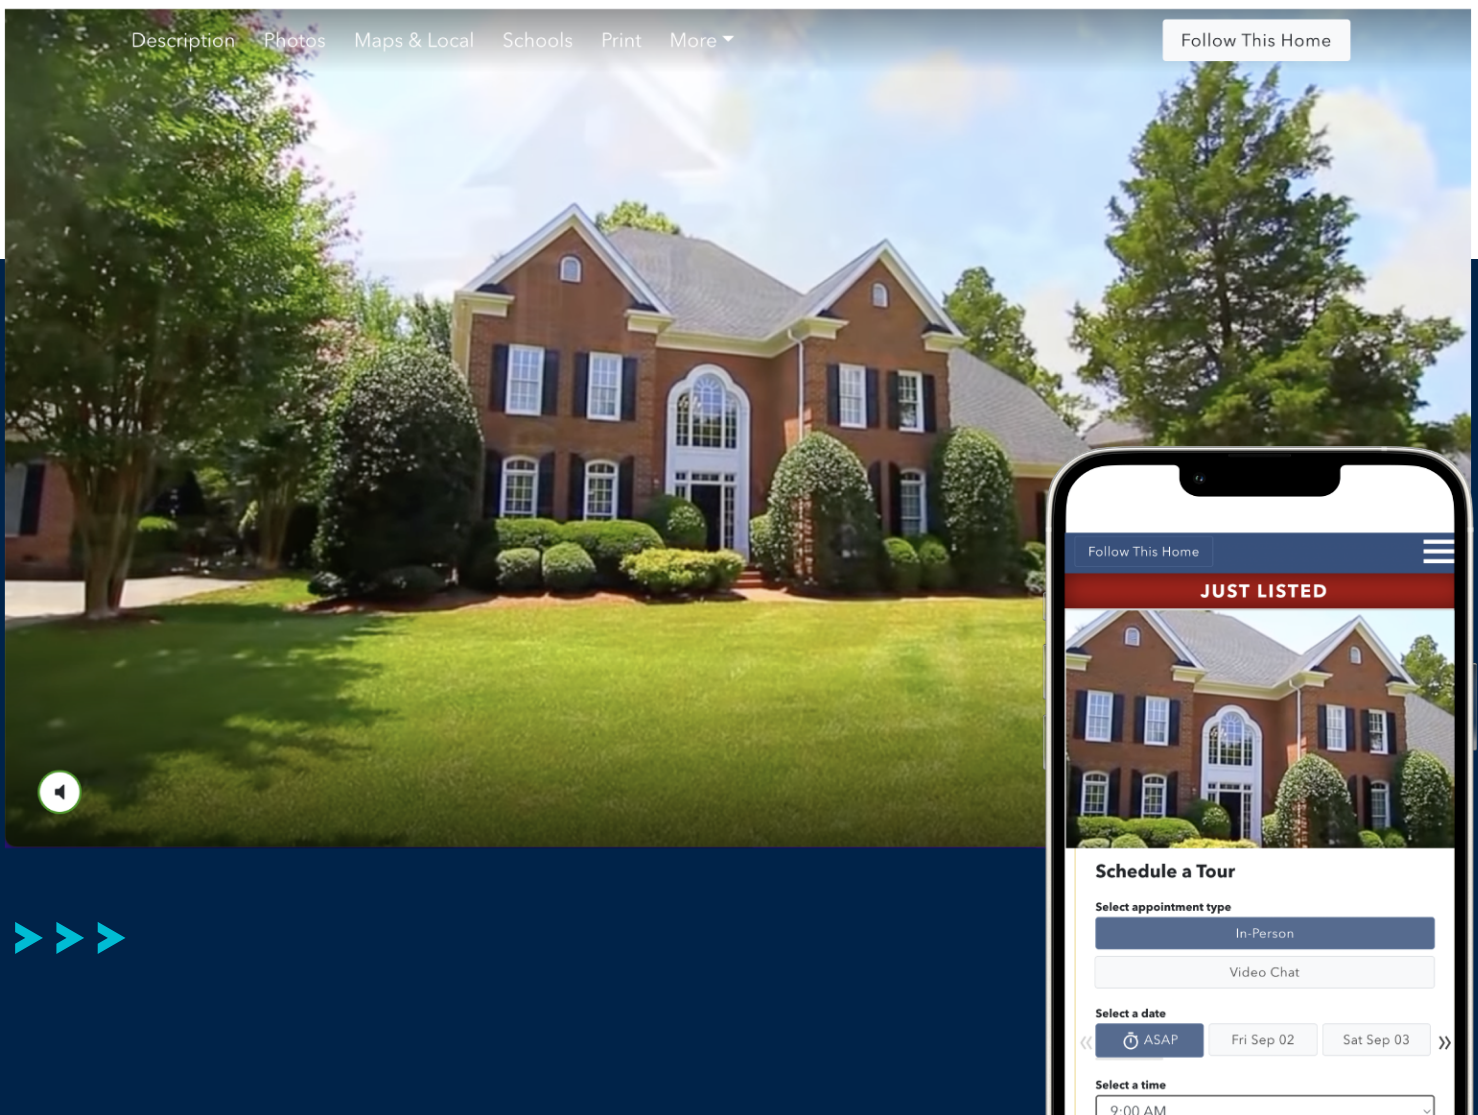 Description Photos Maps & Local Schools Print More
Follow This Home
Follow This Home
JUST LISTED
Schedule a Tour
Select appointment type
In-Person
Video Chat
Select a date
« ASAP Fri Sep 02 Sat Sep 03 »
Select a time
9:00 AM
> > >